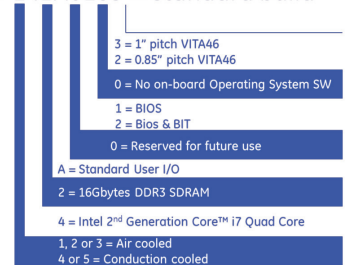 3 = 1" pitch VITA46
2 = 0.85" pitch VITA46
0 = No on-board Operating System SW
1 = BIOS
2 = Bios & BIT
0 = Reserved for future use
A = Standard User I/O
2 = 16Gbytes DDR3 SDRAM
4 = Intel 2nd Generation Core™ i7 Quad Core
1, 2 or 3 = Air cooled
4 or 5 = Conduction cooled